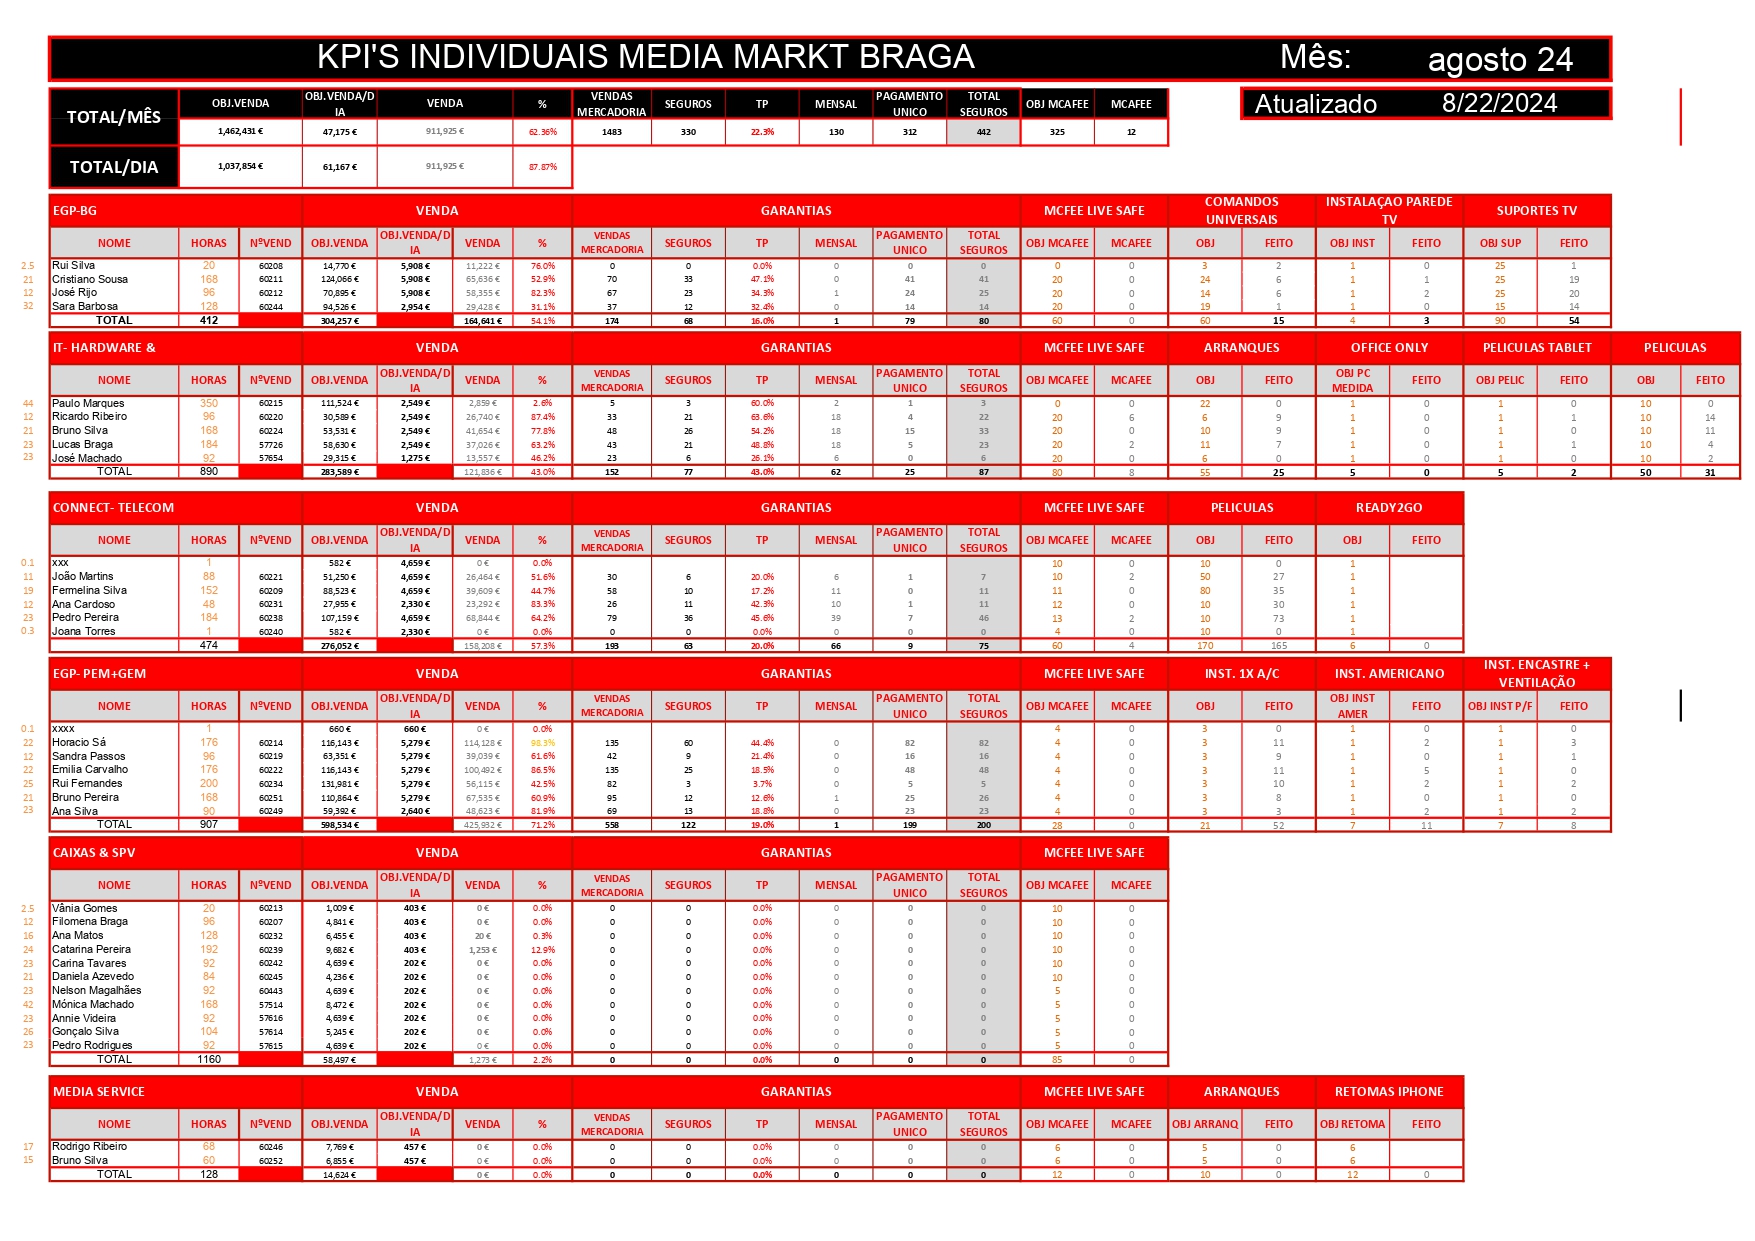 KPI'S INDIVIDUAIS MEDIA MARKT BRAGA Mês: agosto 24
TOTAL/MÊS OBJ.VENDA OBJ.VENDA/DIA VENDA % VENDAS MERCADORIA SEGUROS TP MENSAL PAGAMENTO UNICO TOTAL SEGUROS OBJ MCAFEE MCAFEE Atualizado 8/22/2024
1,462,431 € 47,175 € 911,925 € 62.36% 1483 330 22.3% 130 312 442 325 12
TOTAL/DIA 1,037,854 € 61,167 € 911,925 € 87.87%
EGP-BG VENDA GARANTIAS MCFEE LIVE SAFE COMANDOS UNIVERSAIS INSTALAÇAO PAREDE TV SUPORTES TV
NOME HORAS NºVEND OBJ.VENDA OBJ.VENDA/DIA VENDA % VENDAS MERCADORIA SEGUROS TP MENSAL PAGAMENTO UNICO TOTAL SEGUROS OBJ MCAFEE MCAFEE OBJ FEITO OBJ INST FEITO OBJ SUP FEITO
2.5 Rui Silva 20 60208 14,770 € 5,908 € 11,222 € 76.0% 0 0 0.0% 0 0 0 0 0 3 2 1 0 25 1
21 Cristiano Sousa 168 60211 124,066 € 5,908 € 65,636 € 52.9% 70 33 47.1% 0 41 41 20 0 24 6 1 1 25 19
12 José Rijo 96 60212 70,895 € 5,908 € 58,355 € 82.3% 67 23 34.3% 1 24 25 20 0 14 6 1 2 25 20
32 Sara Barbosa 128 60244 94,526 € 2,954 € 29,428 € 31.1% 37 12 32.4% 0 14 14 20 0 19 1 1 0 15 14
TOTAL 412 304,257 € 164,641 € 54.1% 174 68 16.0% 1 79 80 60 0 60 15 4 3 90 54
IT- HARDWARE & VENDA GARANTIAS MCFEE LIVE SAFE ARRANQUES OFFICE ONLY PELICULAS TABLET PELICULAS
NOME HORAS NºVEND OBJ.VENDA OBJ.VENDA/DIA VENDA % VENDAS MERCADORIA SEGUROS TP MENSAL PAGAMENTO UNICO TOTAL SEGUROS OBJ MCAFEE MCAFEE OBJ FEITO OBJ PC MEDIDA FEITO OBJ PELIC FEITO OBJ FEITO
44 Paulo Marques 350 60215 111,524 € 2,549 € 2,859 € 2.6% 5 3 60.0% 2 1 3 0 0 22 0 1 0 1 0 10 0
12 Ricardo Ribeiro 96 60220 30,589 € 2,549 € 26,740 € 87.4% 33 21 63.6% 18 4 22 20 6 6 9 1 0 1 1 10 14
21 Bruno Silva 168 60224 53,531 € 2,549 € 41,654 € 77.8% 48 26 54.2% 18 15 33 20 0 10 9 1 0 1 0 10 11
23 Lucas Braga 184 57726 58,630 € 2,549 € 37,026 € 63.2% 43 21 48.8% 18 5 23 20 2 11 7 1 0 1 1 10 4
23 José Machado 92 57654 29,315 € 1,275 € 13,557 € 46.2% 23 6 26.1% 6 0 6 20 0 6 0 1 0 1 0 10 2
TOTAL 890 283,589 € 121,836 € 43.0% 152 77 43.0% 62 25 87 80 8 55 25 5 0 5 2 50 31
CONNECT- TELECOM VENDA GARANTIAS MCFEE LIVE SAFE PELICULAS READY2GO
NOME HORAS NºVEND OBJ.VENDA OBJ.VENDA/DIA VENDA % VENDAS MERCADORIA SEGUROS TP MENSAL PAGAMENTO UNICO TOTAL SEGUROS OBJ MCAFEE MCAFEE OBJ FEITO OBJ FEITO
0.1 xxx 1 582 € 4,659 € 0 € 0.0% 10 0 10 0 1
11 João Martins 88 60221 51,250 € 4,659 € 26,464 € 51.6% 30 6 20.0% 6 1 7 10 2 50 27 1
19 Fermelina Silva 152 60209 88,523 € 4,659 € 39,609 € 44.7% 58 10 17.2% 11 0 11 11 0 80 35 1
12 Ana Cardoso 48 60231 27,955 € 2,330 € 23,292 € 83.3% 26 11 42.3% 10 1 11 12 0 10 30 1
23 Pedro Pereira 184 60238 107,159 € 4,659 € 68,844 € 64.2% 79 36 45.6% 39 7 46 13 2 10 73 1
0.3 Joana Torres 1 60240 582 € 2,330 € 0 € 0.0% 0 0 0.0% 0 0 0 4 0 10 0 1
474 276,052 € 158,208 € 57.3% 193 63 20.0% 66 9 75 60 4 170 165 6 0
EGP- PEM+GEM VENDA GARANTIAS MCFEE LIVE SAFE INST. 1X A/C INST. AMERICANO INST. ENCASTRE + VENTILAÇÃO
NOME HORAS NºVEND OBJ.VENDA OBJ.VENDA/DIA VENDA % VENDAS MERCADORIA SEGUROS TP MENSAL PAGAMENTO UNICO TOTAL SEGUROS OBJ MCAFEE MCAFEE OBJ FEITO OBJ INST AMER FEITO OBJ INST P/F FEITO
0.1 xxxx 1 660 € 660 € 0 € 0.0% 4 0 3 0 1 0 1 0
22 Horacio Sá 176 60214 116,143 € 5,279 € 114,128 € 98.3% 135 60 44.4% 0 82 82 4 0 3 11 1 2 1 3
12 Sandra Passos 96 60219 63,351 € 5,279 € 39,039 € 61.6% 42 9 21.4% 0 16 16 4 0 3 9 1 0 1 1
22 Emilia Carvalho 176 60222 116,143 € 5,279 € 100,492 € 86.5% 135 25 18.5% 0 48 48 4 0 3 11 1 5 1 0
25 Rui Fernandes 200 60234 131,981 € 5,279 € 56,115 € 42.5% 82 3 3.7% 0 5 5 4 0 3 10 1 2 1 2
21 Bruno Pereira 168 60251 110,864 € 5,279 € 67,535 € 60.9% 95 12 12.6% 1 25 26 4 0 3 8 1 0 1 0
23 Ana Silva 90 60249 59,392 € 2,640 € 48,623 € 81.9% 69 13 18.8% 0 23 23 4 0 3 3 1 2 1 2
TOTAL 907 598,534 € 425,932 € 71.2% 558 122 19.0% 1 199 200 28 0 21 52 7 11 7 8
CAIXAS & SPV VENDA GARANTIAS MCFEE LIVE SAFE
NOME HORAS NºVEND OBJ.VENDA OBJ.VENDA/DIA VENDA % VENDAS MERCADORIA SEGUROS TP MENSAL PAGAMENTO UNICO TOTAL SEGUROS OBJ MCAFEE MCAFEE
2.5 Vânia Gomes 20 60213 1,009 € 403 € 0 € 0.0% 0 0 0.0% 0 0 0 10 0
12 Filomena Braga 96 60207 4,841 € 403 € 0 € 0.0% 0 0 0.0% 0 0 0 10 0
16 Ana Matos 128 60232 6,455 € 403 € 20 € 0.3% 0 0 0.0% 0 0 0 10 0
24 Catarina Pereira 192 60239 9,682 € 403 € 1,253 € 12.9% 0 0 0.0% 0 0 0 10 0
23 Carina Tavares 92 60242 4,639 € 202 € 0 € 0.0% 0 0 0.0% 0 0 0 10 0
21 Daniela Azevedo 84 60245 4,236 € 202 € 0 € 0.0% 0 0 0.0% 0 0 0 10 0
23 Nelson Magalhães 92 60443 4,639 € 202 € 0 € 0.0% 0 0 0.0% 0 0 0 5 0
42 Mónica Machado 168 57514 8,472 € 202 € 0 € 0.0% 0 0 0.0% 0 0 0 5 0
23 Annie Videira 92 57616 4,639 € 202 € 0 € 0.0% 0 0 0.0% 0 0 0 5 0
26 Gonçalo Silva 104 57614 5,245 € 202 € 0 € 0.0% 0 0 0.0% 0 0 0 5 0
23 Pedro Rodrigues 92 57615 4,639 € 202 € 0 € 0.0% 0 0 0.0% 0 0 0 5 0
TOTAL 1160 58,497 € 1,273 € 2.2% 0 0 0.0% 0 0 0 85 0
MEDIA SERVICE VENDA GARANTIAS MCFEE LIVE SAFE ARRANQUES RETOMAS IPHONE
NOME HORAS NºVEND OBJ.VENDA OBJ.VENDA/DIA VENDA % VENDAS MERCADORIA SEGUROS TP MENSAL PAGAMENTO UNICO TOTAL SEGUROS OBJ MCAFEE MCAFEE OBJ ARRANQ FEITO OBJ RETOMA FEITO
17 Rodrigo Ribeiro 68 60246 7,769 € 457 € 0 € 0.0% 0 0 0.0% 0 0 0 6 0 5 0 6
15 Bruno Silva 60 60252 6,855 € 457 € 0 € 0.0% 0 0 0.0% 0 0 0 6 0 5 0 6
TOTAL 128 14,624 € 0 € 0.0% 0 0 0.0% 0 0 0 12 0 10 0 12 0